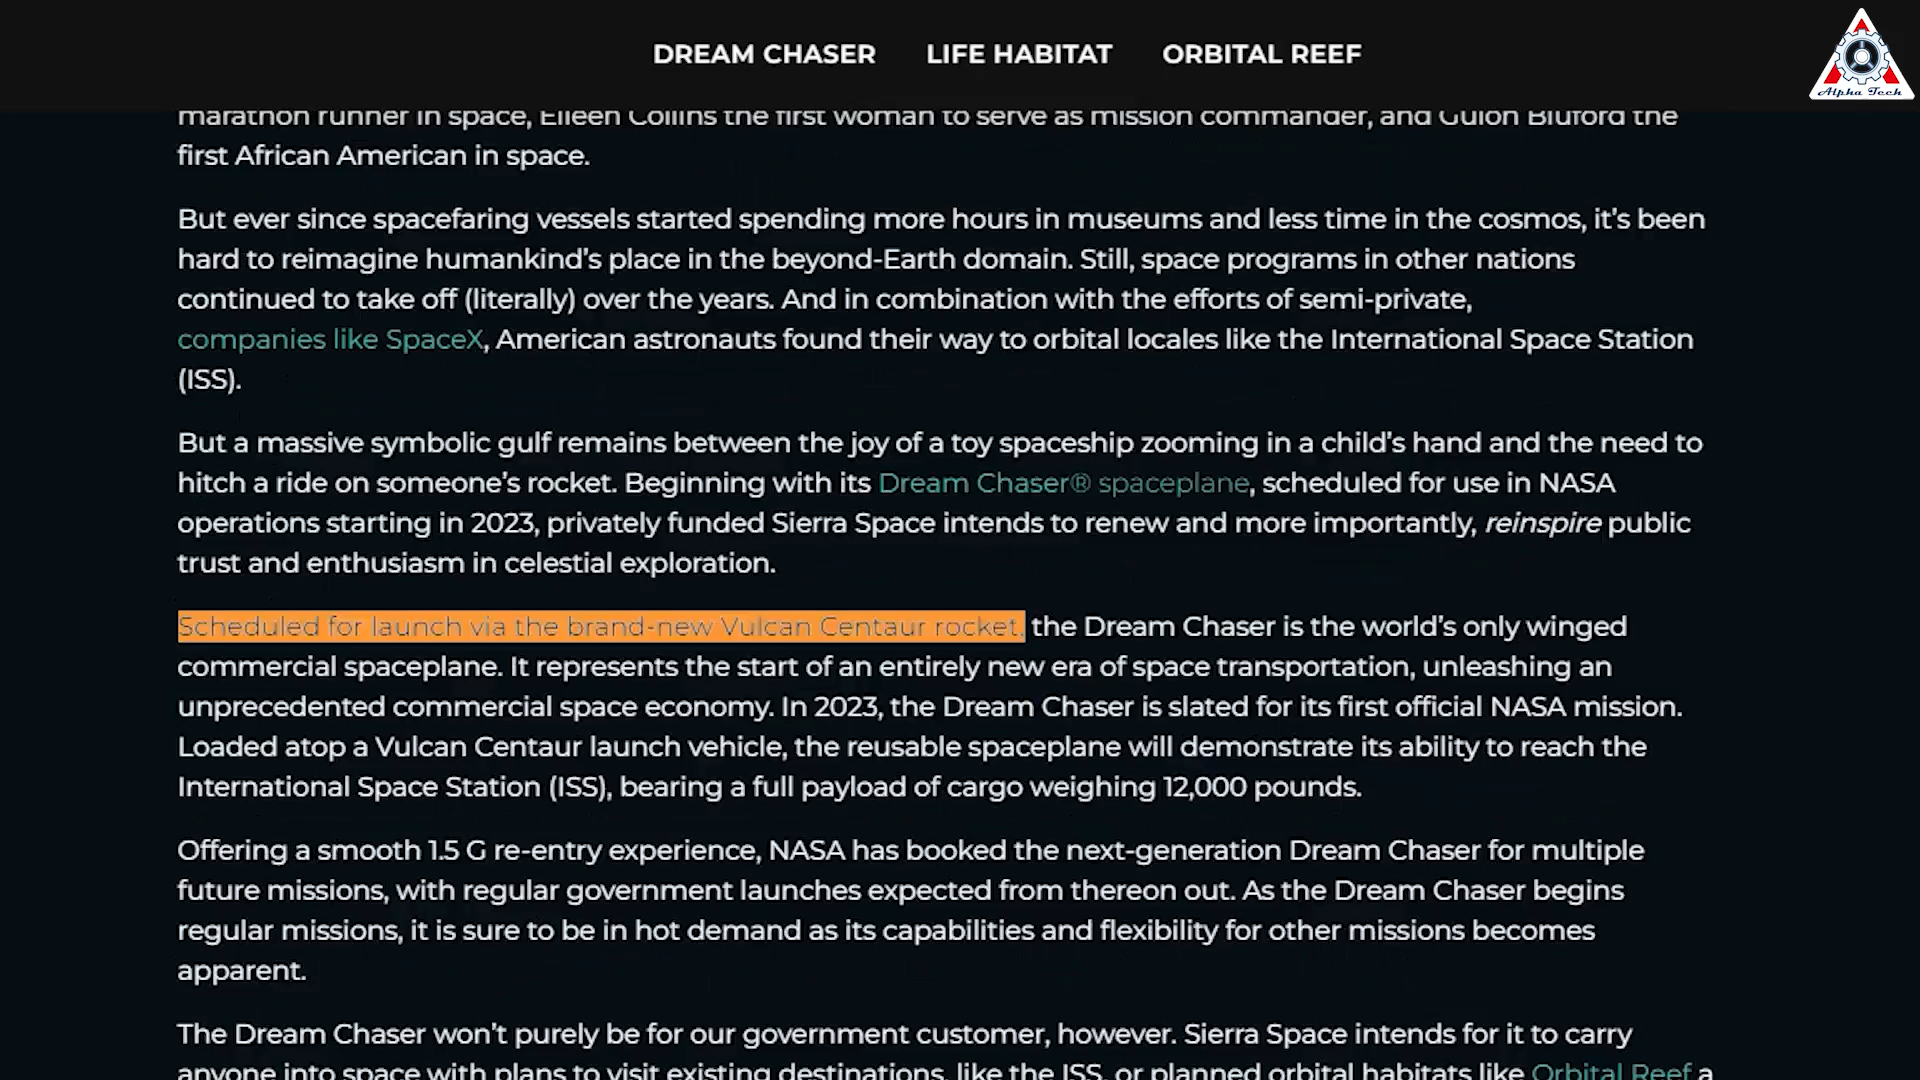 DREAM CHASER LIFE HABITAT ORBITAL REEF
Alpha Tech
marathon runner in space, Eileen Collins the first woman to serve as mission commander, and Guion Bluford the
first African American in space.
But ever since spacefaring vessels started spending more hours in museums and less time in the cosmos, it's been
hard to reimagine humankind's place in the beyond-Earth domain. Still, space programs in other nations
continued to take off (literally) over the years. And in combination with the efforts of semi-private,
companies like SpaceX, American astronauts found their way to orbital locales like the International Space Station
(ISS).
But a massive symbolic gulf remains between the joy of a toy spaceship zooming in a child's hand and the need to
hitch a ride on someone's rocket. Beginning with its Dream Chaser® spaceplane, scheduled for use in NASA
operations starting in 2023, privately funded Sierra Space intends to renew and more importantly, reinspire public
trust and enthusiasm in celestial exploration.
Scheduled for launch via the brand-new Vulcan Centaur rocket, the Dream Chaser is the world's only winged
commercial spaceplane. It represents the start of an entirely new era of space transportation, unleashing an
unprecedented commercial space economy. In 2023, the Dream Chaser is slated for its first official NASA mission.
Loaded atop a Vulcan Centaur launch vehicle, the reusable spaceplane will demonstrate its ability to reach the
International Space Station (ISS), bearing a full payload of cargo weighing 12,000 pounds.
Offering a smooth 1.5 G re-entry experience, NASA has booked the next-generation Dream Chaser for multiple
future missions, with regular government launches expected from thereon out. As the Dream Chaser begins
regular missions, it is sure to be in hot demand as its capabilities and flexibility for other missions becomes
apparent.
The Dream Chaser won't purely be for our government customer, however. Sierra Space intends for it to carry
anyone into space with plans to visit existing destinations, like the ISS, or planned orbital habitats like Orbital Reef a